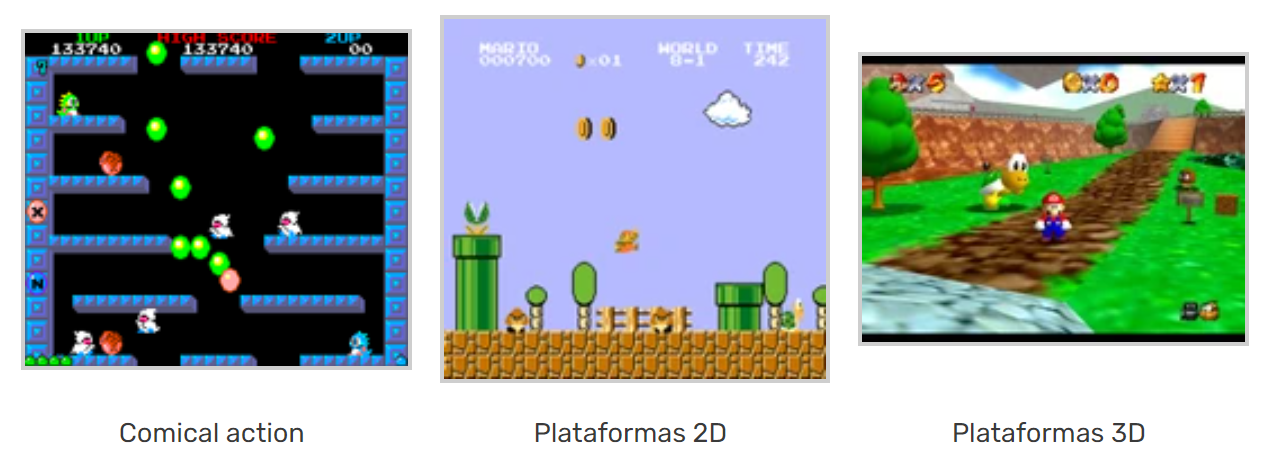 1UP HIGH SCORE 2UP
133740 133740 00
X
N
Comical action
MARIO WORLD TIME
000700 ×01 8-1 242
Plataformas 2D
×5 ×0 ×7
Plataformas 3D